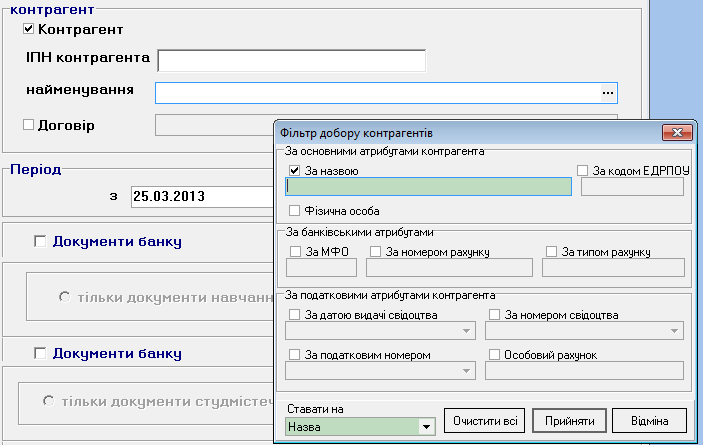 контрагент
Контрагент
ІПН контрагента
найменування
...
Договір
Період
з 25.03.2013
Документи банку
тільки документи навчанн
Документи банку
тільки документи студмістеч
Фільтр добору контрагентів
За основними атрибутами контрагента
За назвою За кодом ЕДРПОУ
Фізична особа
За банківськими атрибутами
За МФО За номером рахунку За типом рахунку
За податковими атрибутами контрагента
За датою видачі свідоцтва За номером свідоцтва
За податковим номером Особовий рахунок
Ставати на
Назва Очистити всі Прийняти Відміна